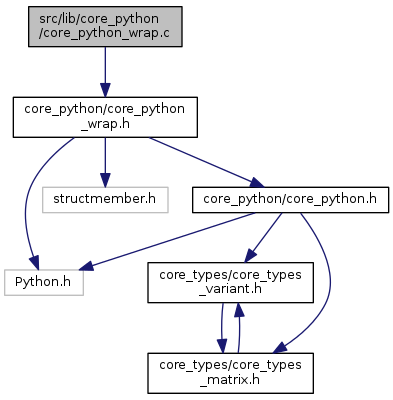 src/lib/core_python
/core_python_wrap.c
core_python/core_python
_wrap.h
structmember.h
core_python/core_python.h
Python.h
core_types/core_types
_variant.h
core_types/core_types
_matrix.h